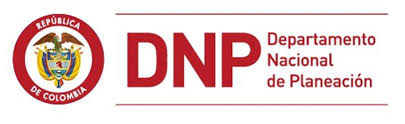 REPÚBLICA
DE COLOMBIA
DNP
Departamento
Nacional
de Planeación